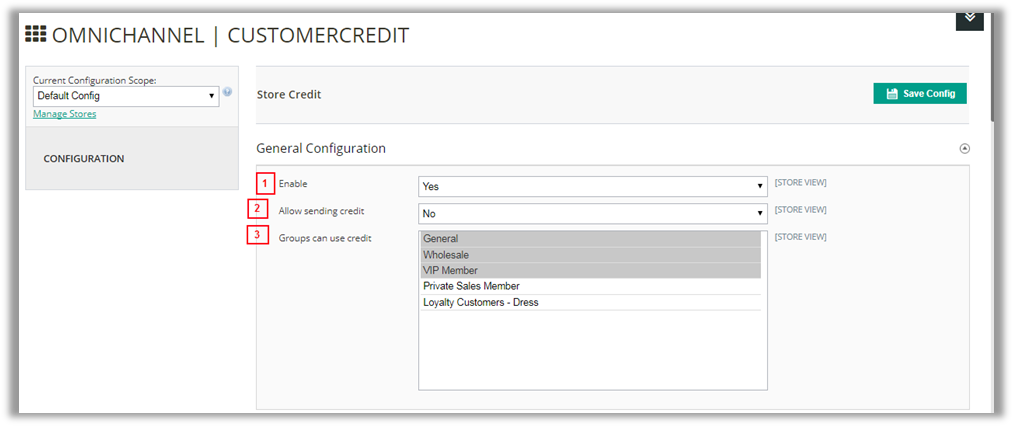 OMNICHANNEL | CUSTOMERCREDIT
Current Configuration Scope:
Default Config
Manage Stores
CONFIGURATION
Store Credit
Save Config
General Configuration
1 Enable Yes [STORE VIEW]
2 Allow sending credit No [STORE VIEW]
3 Groups can use credit [STORE VIEW]
General
Wholesale
VIP Member
Private Sales Member
Loyalty Customers - Dress